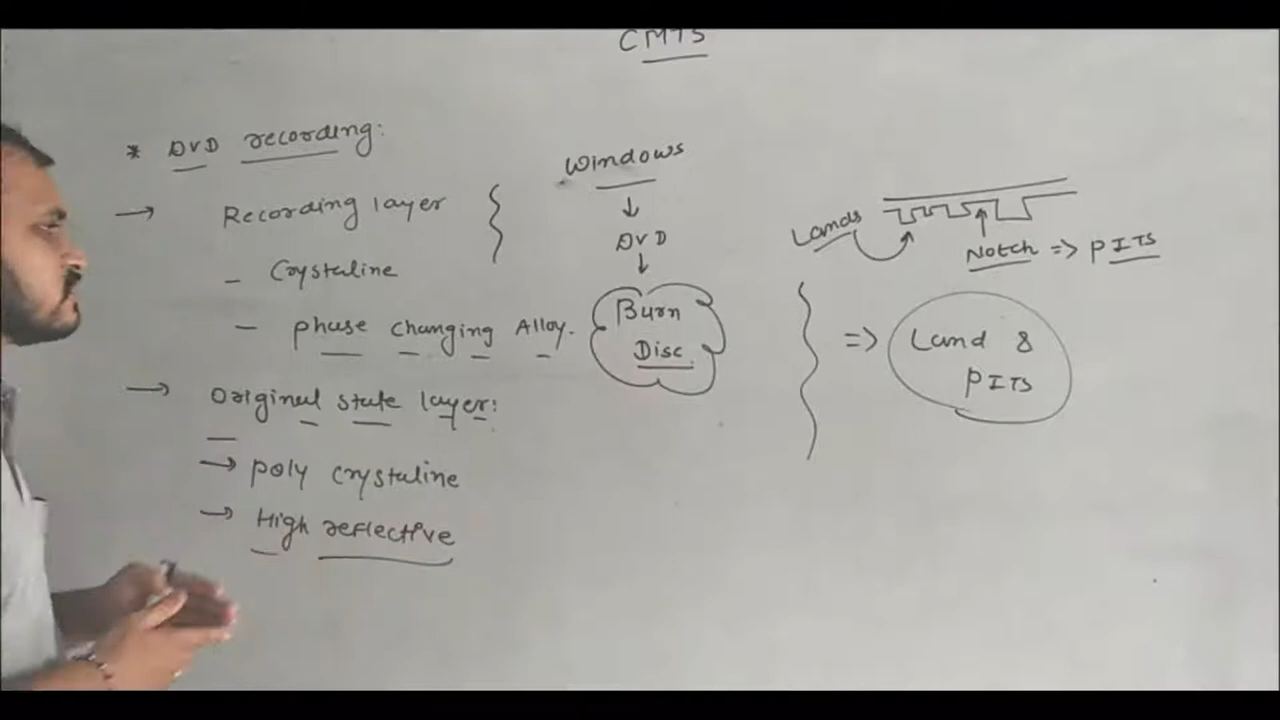 CMTS
* DVD recording:
→ Recording layer
- Crystaline
- phase changing Alloy.
→ Original state layer:
→ poly crystaline
→ High reflective
Windows
↓
DVD
↓
Burn
Disc
Lands
Notch => PITS
=> Land &
PITS